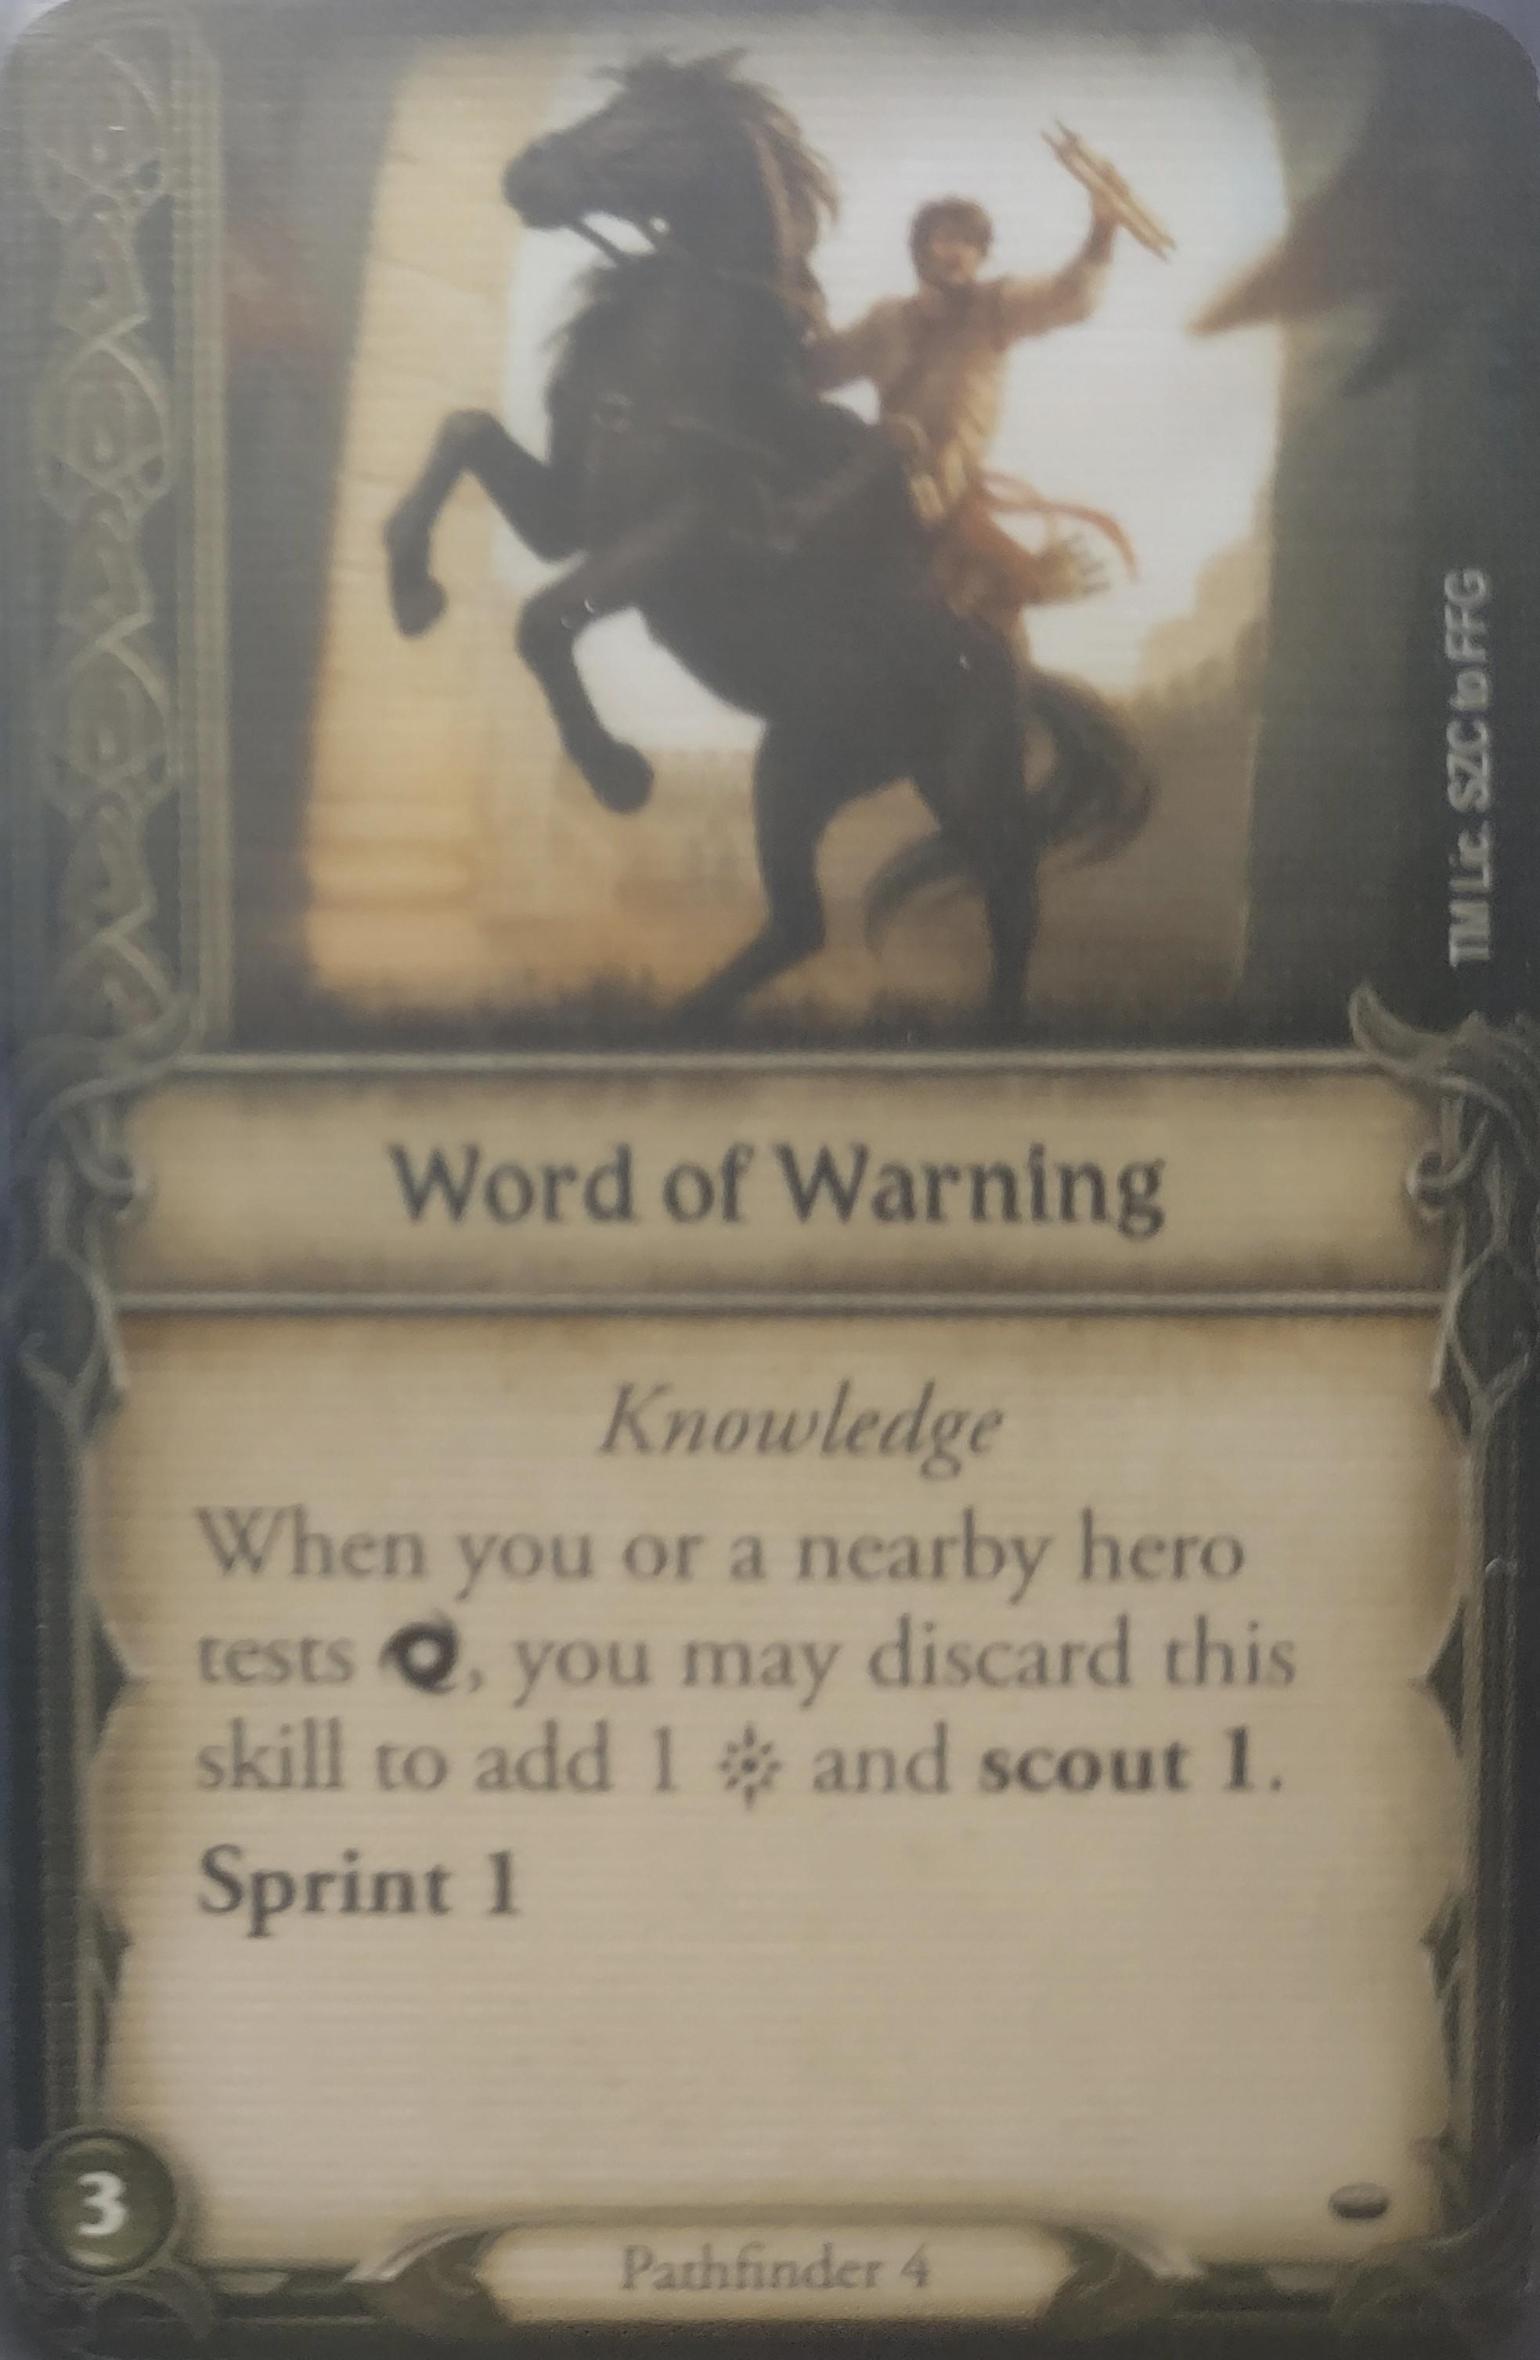 TM Lic. SZC to FFG
Word of Warning
Knowledge
When you or a nearby hero
tests , you may discard this
skill to add 1 and scout 1.
Sprint 1
3
Pathfinder 4